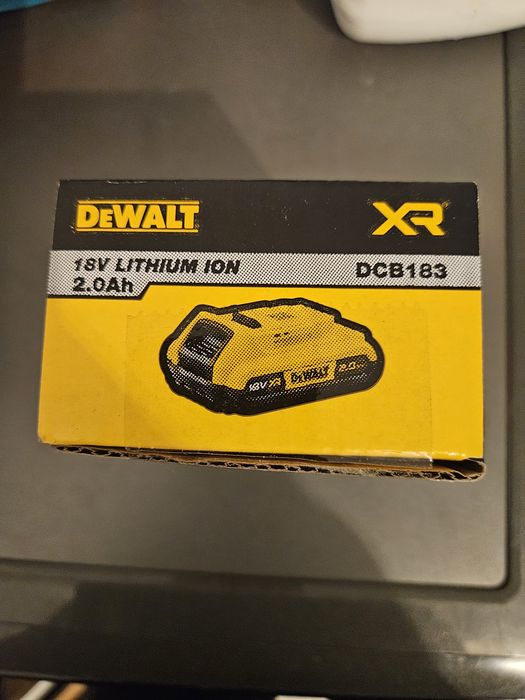 DEWALT
XR
18V LITHIUM ION
2.0Ah
DCB183
18V XR DEWALT 2.0